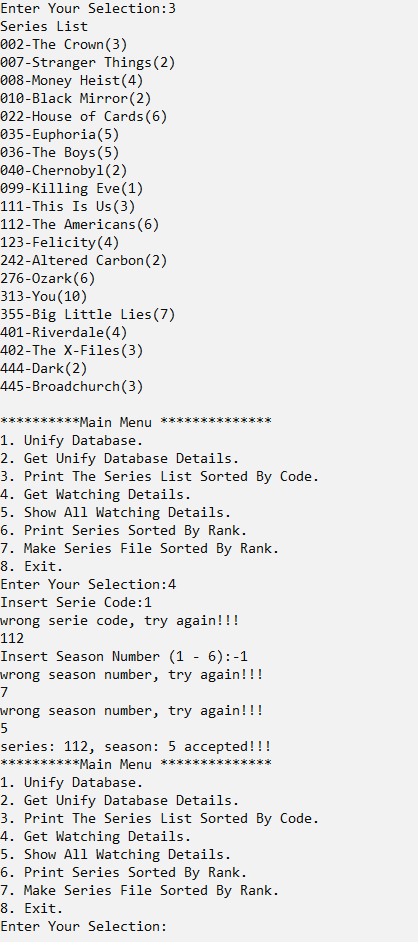 Enter Your Selection:3
Series List
002-The Crown(3)
007-Stranger Things(2)
008-Money Heist(4)
010-Black Mirror(2)
022-House of Cards(6)
035-Euphoria(5)
036-The Boys(5)
040-Chernobyl(2)
099-Killing Eve(1)
111-This Is Us(3)
112-The Americans(6)
123-Felicity(4)
242-Altered Carbon(2)
276-Ozark(6)
313-You(10)
355-Big Little Lies(7)
401-Riverdale(4)
402-The X-Files(3)
444-Dark(2)
445-Broadchurch(3)
**********Main Menu **************
1. Unify Database.
2. Get Unify Database Details.
3. Print The Series List Sorted By Code.
4. Get Watching Details.
5. Show All Watching Details.
6. Print Series Sorted By Rank.
7. Make Series File Sorted By Rank.
8. Exit.
Enter Your Selection:4
Insert Serie Code:1
wrong serie code, try again!!!
112
Insert Season Number (1 - 6):-1
wrong season number, try again!!!
7
wrong season number, try again!!!
5
series: 112, season: 5 accepted!!!
**********Main Menu **************
1. Unify Database.
2. Get Unify Database Details.
3. Print The Series List Sorted By Code.
4. Get Watching Details.
5. Show All Watching Details.
6. Print Series Sorted By Rank.
7. Make Series File Sorted By Rank.
8. Exit.
Enter Your Selection: